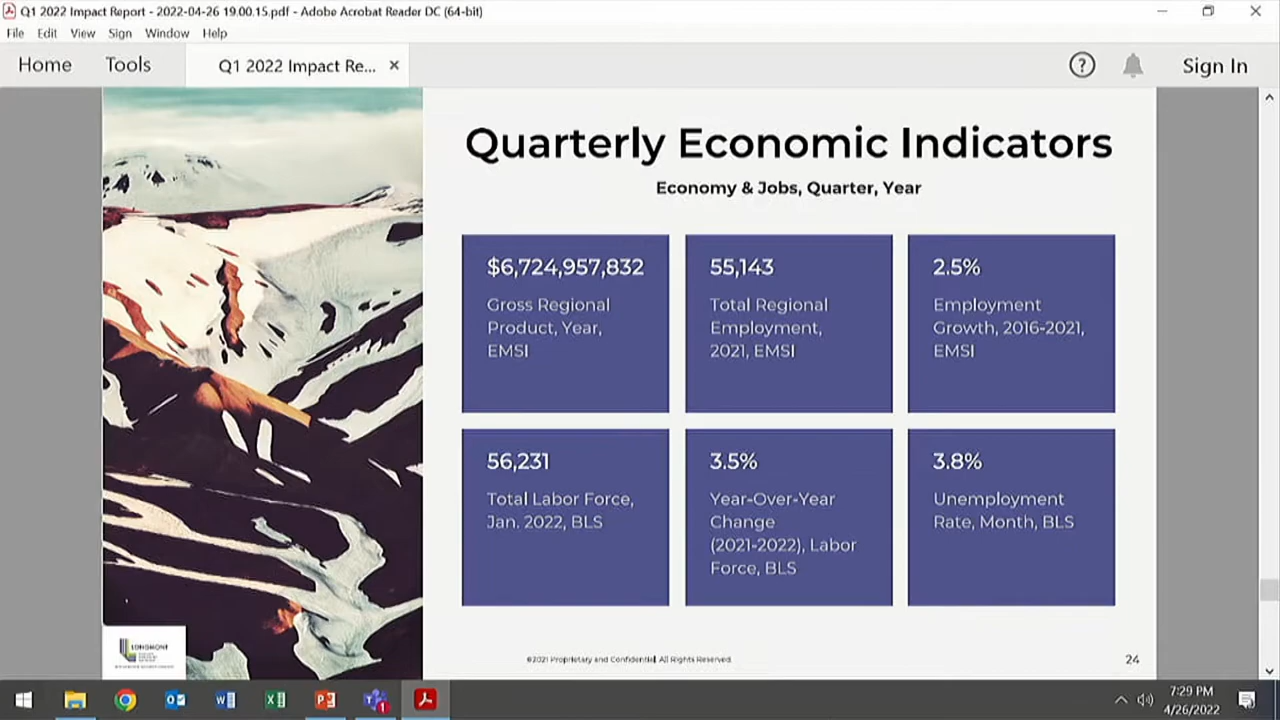 Q1 2022 Impact Report - 2022-04-26 19.00.15.pdf - Adobe Acrobat Reader DC (64-bit)
File Edit View Sign Window Help
Home Tools Q1 2022 Impact Re... × Sign In
Quarterly Economic Indicators
Economy & Jobs, Quarter, Year
$6,724,957,832
Gross Regional
Product, Year,
EMSI
55,143
Total Regional
Employment,
2021, EMSI
2.5%
Employment
Growth, 2016-2021,
EMSI
56,231
Total Labor Force,
Jan. 2022, BLS
3.5%
Year-Over-Year
Change
(2021-2022), Labor
Force, BLS
3.8%
Unemployment
Rate, Month, BLS
LONGMONT
©2021 Proprietary and Confidential. All Rights Reserved.
24
7:29 PM
4/26/2022